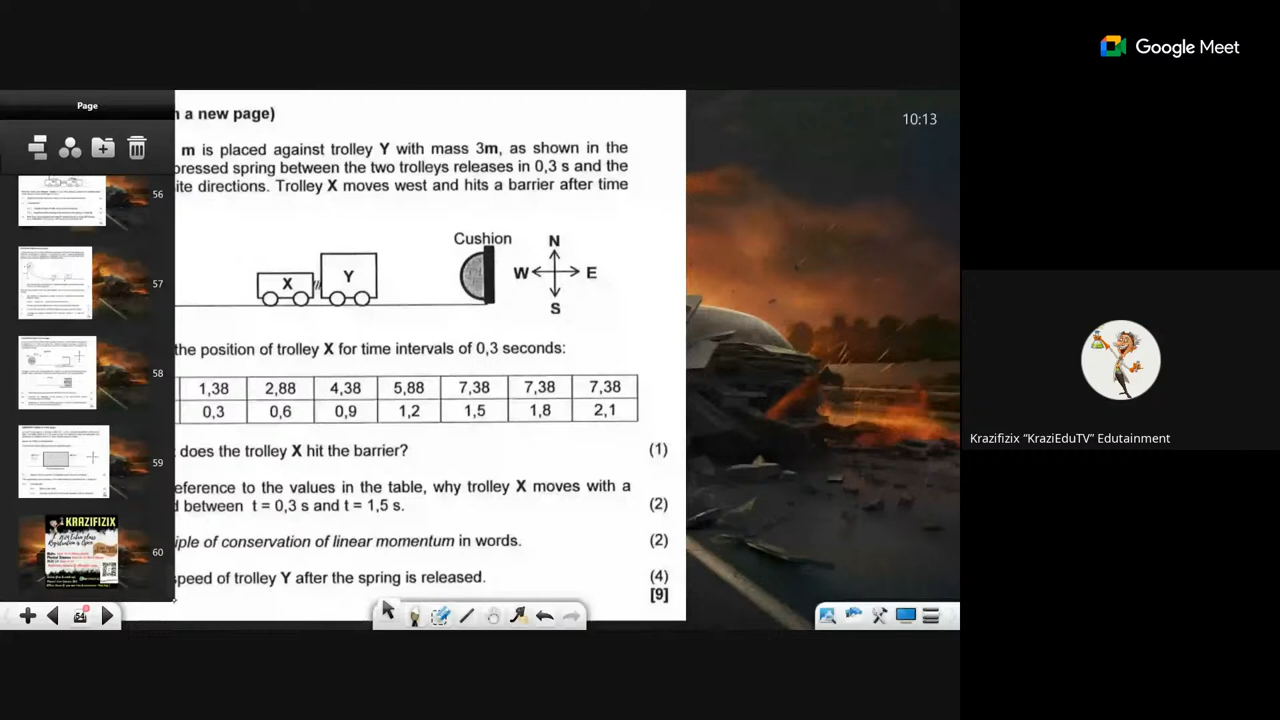 Google Meet
Page
10:13
56
57
58
59
60
KRAZIFIZIX
n a new page)
m is placed against trolley Y with mass 3m, as shown in the
pressed spring between the two trolleys releases in 0,3 s and the
ite directions. Trolley X moves west and hits a barrier after time
Cushion
N
W E
S
X Y
the position of trolley X for time intervals of 0,3 seconds:
1,38 2,88 4,38 5,88 7,38 7,38 7,38
0,3 0,6 0,9 1,2 1,5 1,8 2,1
does the trolley X hit the barrier? (1)
eference to the values in the table, why trolley X moves with a
d between t = 0,3 s and t = 1,5 s. (2)
iple of conservation of linear momentum in words. (2)
speed of trolley Y after the spring is released. (4)
[9]
54
Krazifizix “KraziEduTV” Edutainment